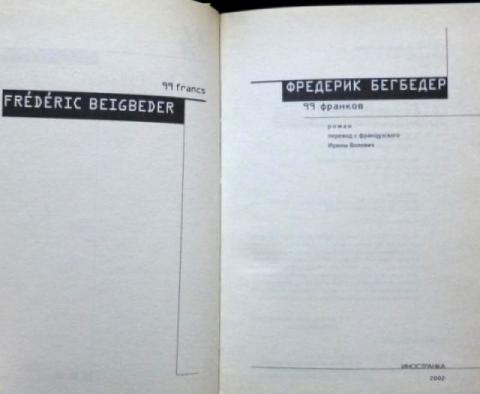 99 francs
FRÉDÉRIC BEIGBEDER
ФРЕДЕРИК БЕГБЕДЕР
99 франков
роман
перевод с французского
Ирины Волевич
ИНОСТРАНКА
2002